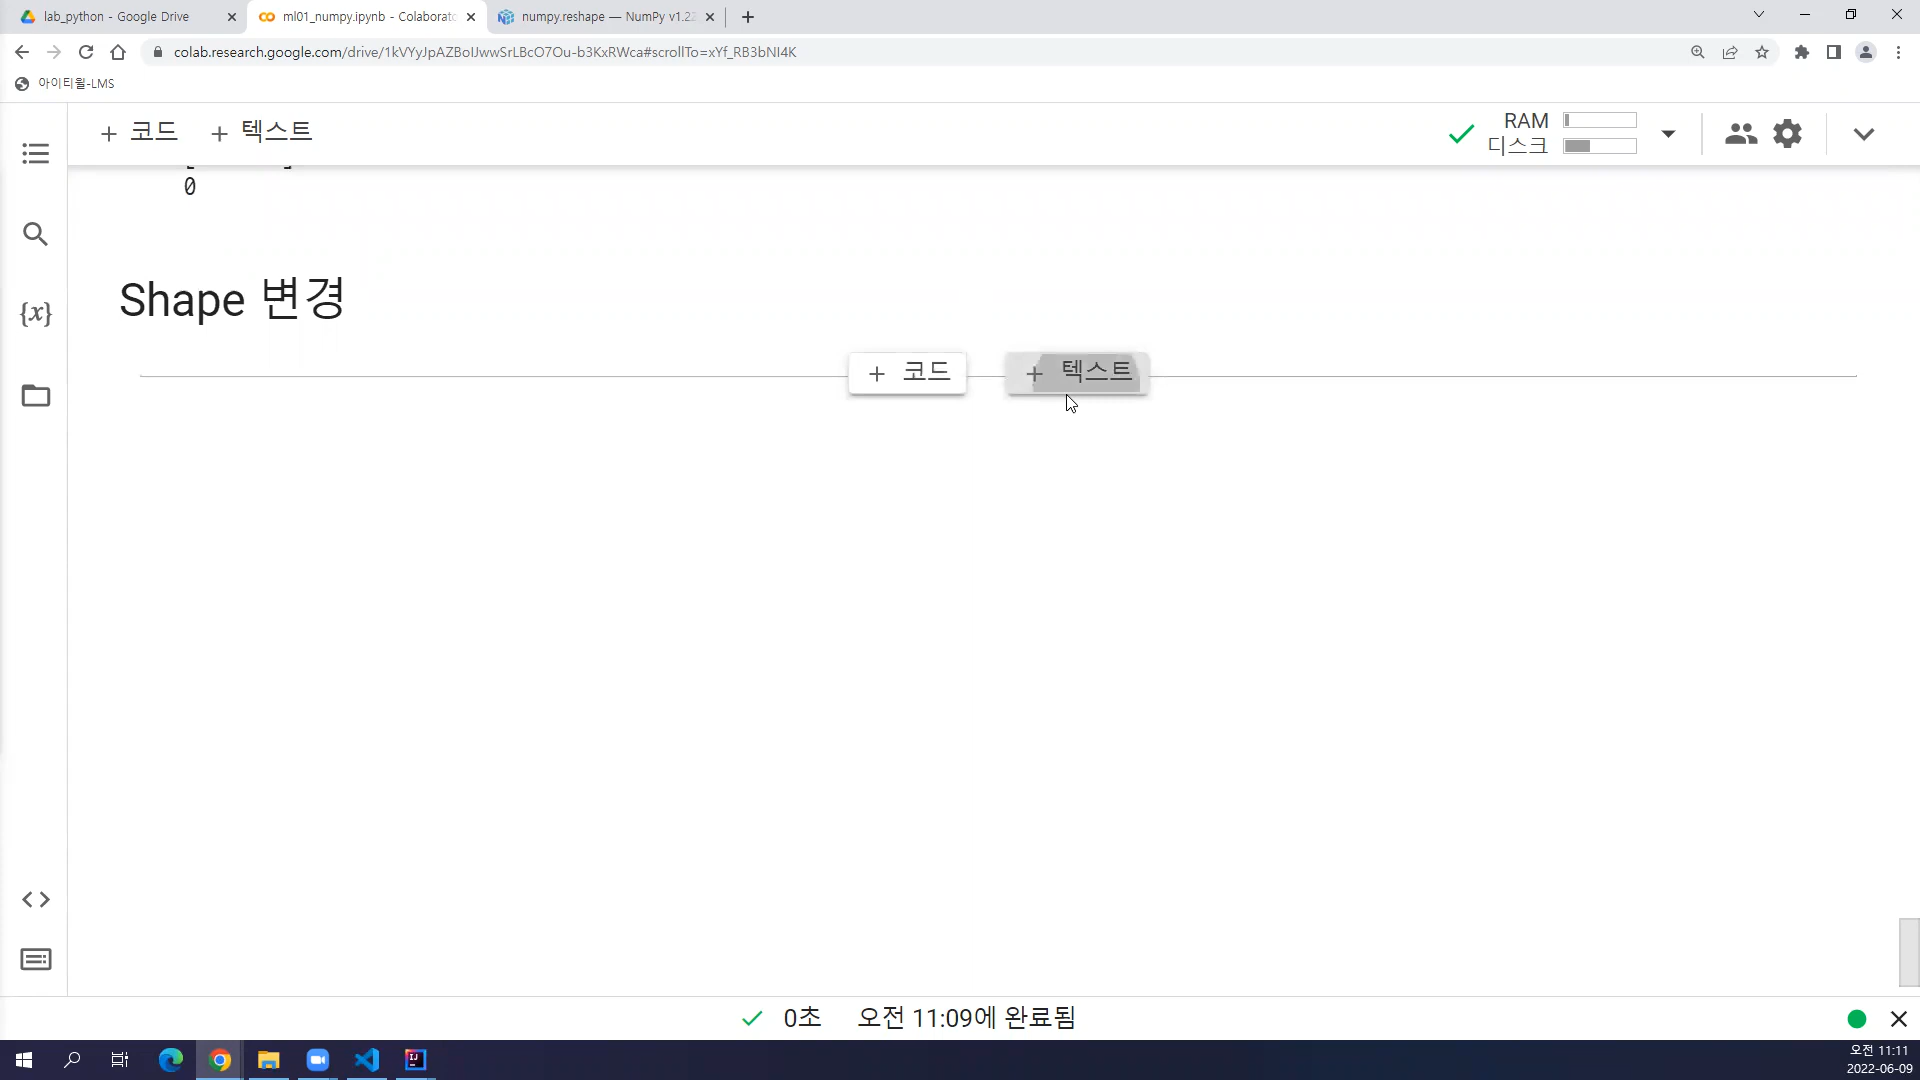 lab_python - Google Drive
ml01_numpy.ipynb - Colaborato
numpy.reshape — NumPy v1.2
colab.research.google.com/drive/1kVYyJpAZBoIJwwSrLBcO7Ou-b3KxRWca#scrollTo=xYf_RB3bNI4K
아이티윌-LMS
+ 코드
+ 텍스트
RAM
디스크
{x}
0
Shape 변경
+ 코드
+ 텍스트
0초 오전 11:09에 완료됨
오전 11:11
2022-06-09